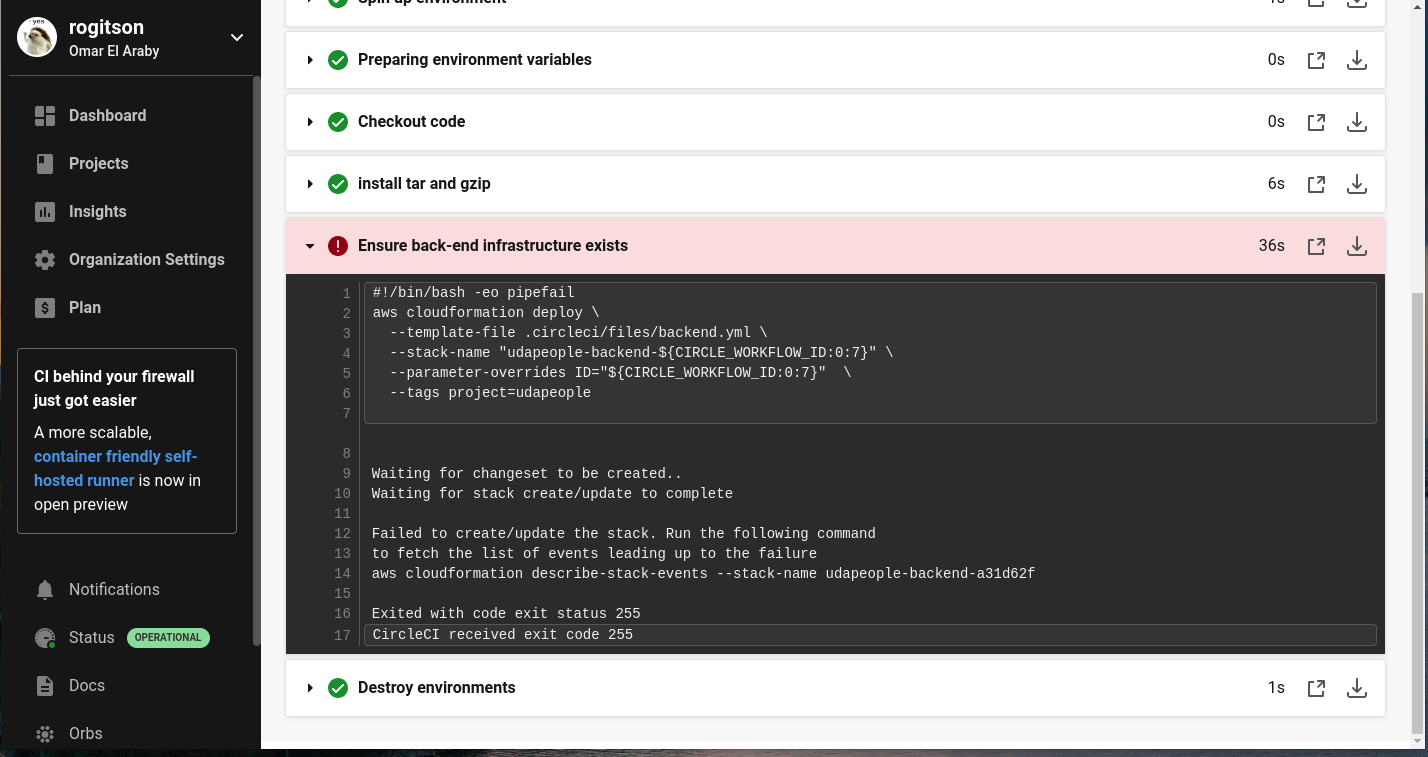 yes
rogitson
Omar El Araby
Dashboard
Projects
Insights
Organization Settings
Plan
CI behind your firewall
just got easier
A more scalable,
container friendly self-
hosted runner is now in
open preview
Notifications
Status OPERATIONAL
Docs
Orbs
Spin up environment 1s
Preparing environment variables 0s
Checkout code 0s
install tar and gzip 6s
Ensure back-end infrastructure exists 36s
1 #!/bin/bash -eo pipefail
2 aws cloudformation deploy \
3   --template-file .circleci/files/backend.yml \
4   --stack-name "udapeople-backend-${CIRCLE_WORKFLOW_ID:0:7}" \
5   --parameter-overrides ID="${CIRCLE_WORKFLOW_ID:0:7}"  \
6   --tags project=udapeople
7
8
9 Waiting for changeset to be created..
10 Waiting for stack create/update to complete
11
12 Failed to create/update the stack. Run the following command
13 to fetch the list of events leading up to the failure
14 aws cloudformation describe-stack-events --stack-name udapeople-backend-a31d62f
15
16 Exited with code exit status 255
17 CircleCI received exit code 255
Destroy environments 1s